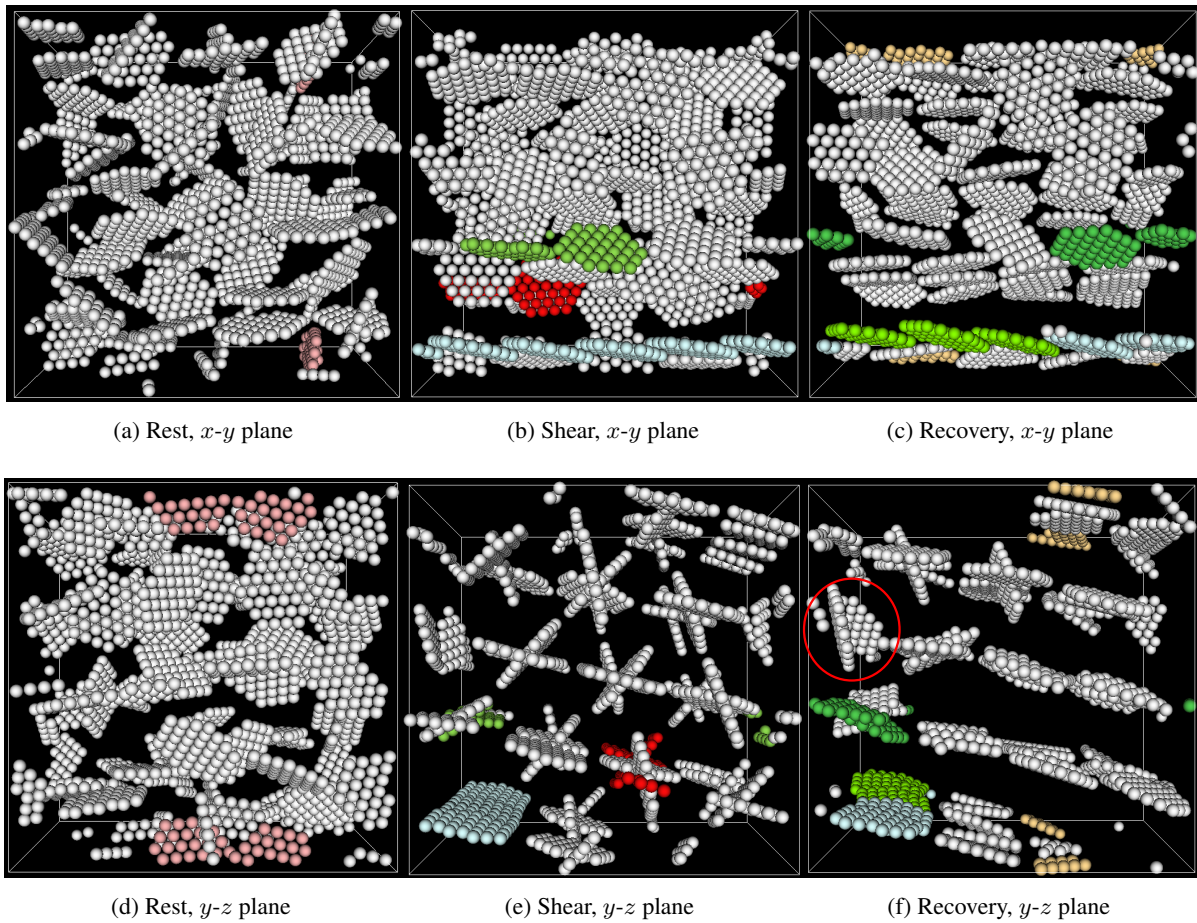 (a) Rest, x-y plane
(b) Shear, x-y plane
(c) Recovery, x-y plane
(d) Rest, y-z plane
(e) Shear, y-z plane
(f) Recovery, y-z plane